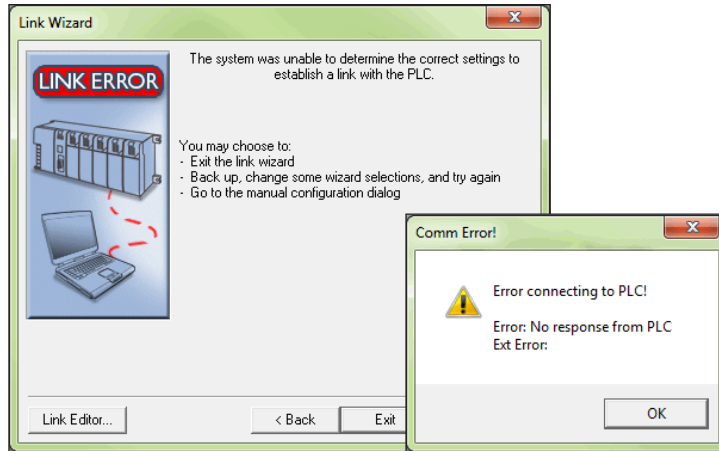 Link Wizard
LINK ERROR
The system was unable to determine the correct settings to
establish a link with the PLC.
You may choose to:
- Exit the link wizard
- Back up, change some wizard selections, and try again
- Go to the manual configuration dialog
Link Editor...
< Back
Exit
Comm Error!
Error connecting to PLC!
Error: No response from PLC
Ext Error:
OK